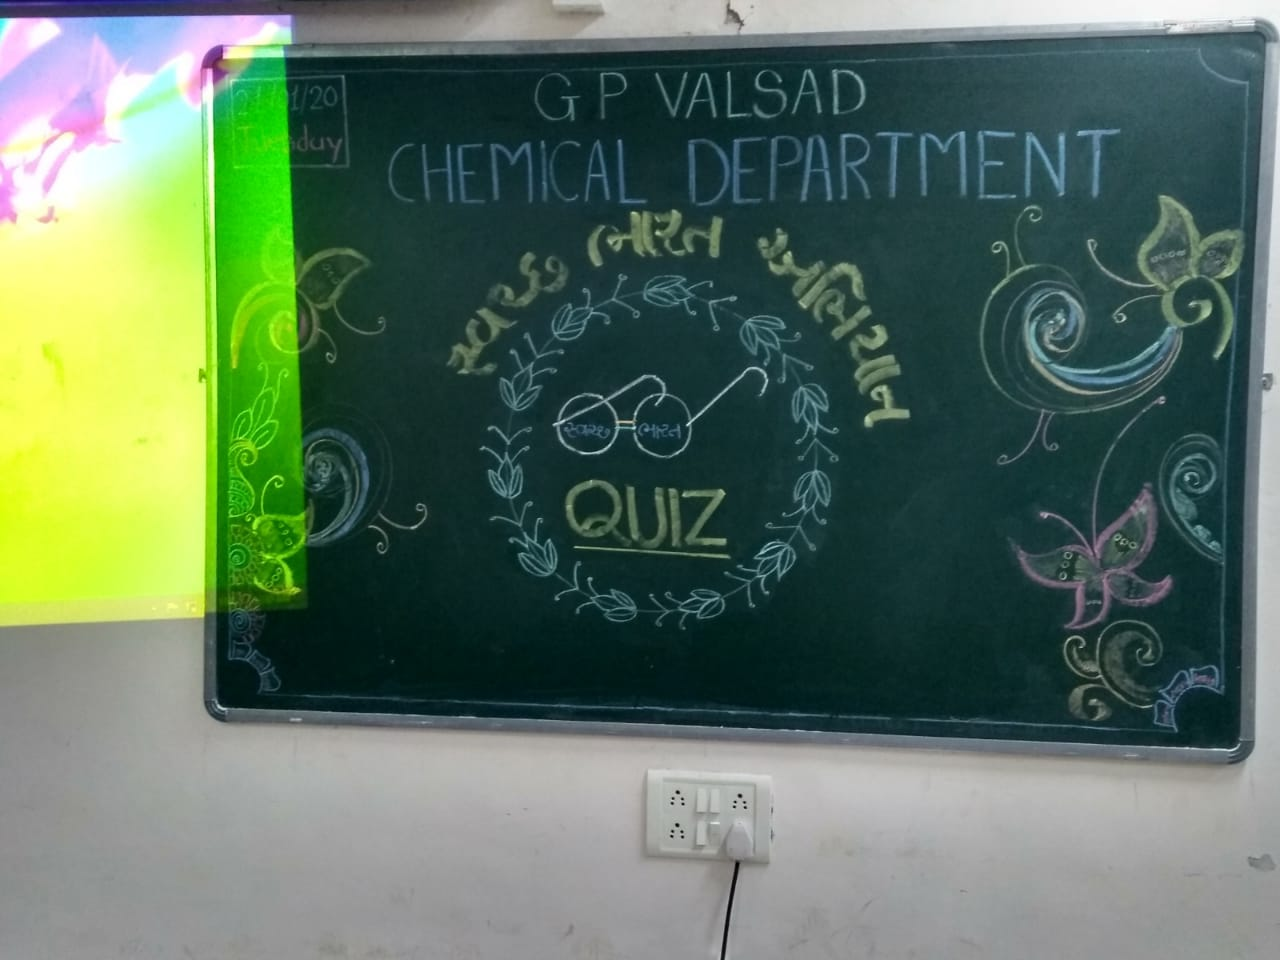 21/01/20
Tuesday
G P VALSAD
CHEMICAL DEPARTMENT
સ્વચ્છ ભારત અભિયાન
સ્વચ્છ ભારત
QUIZ